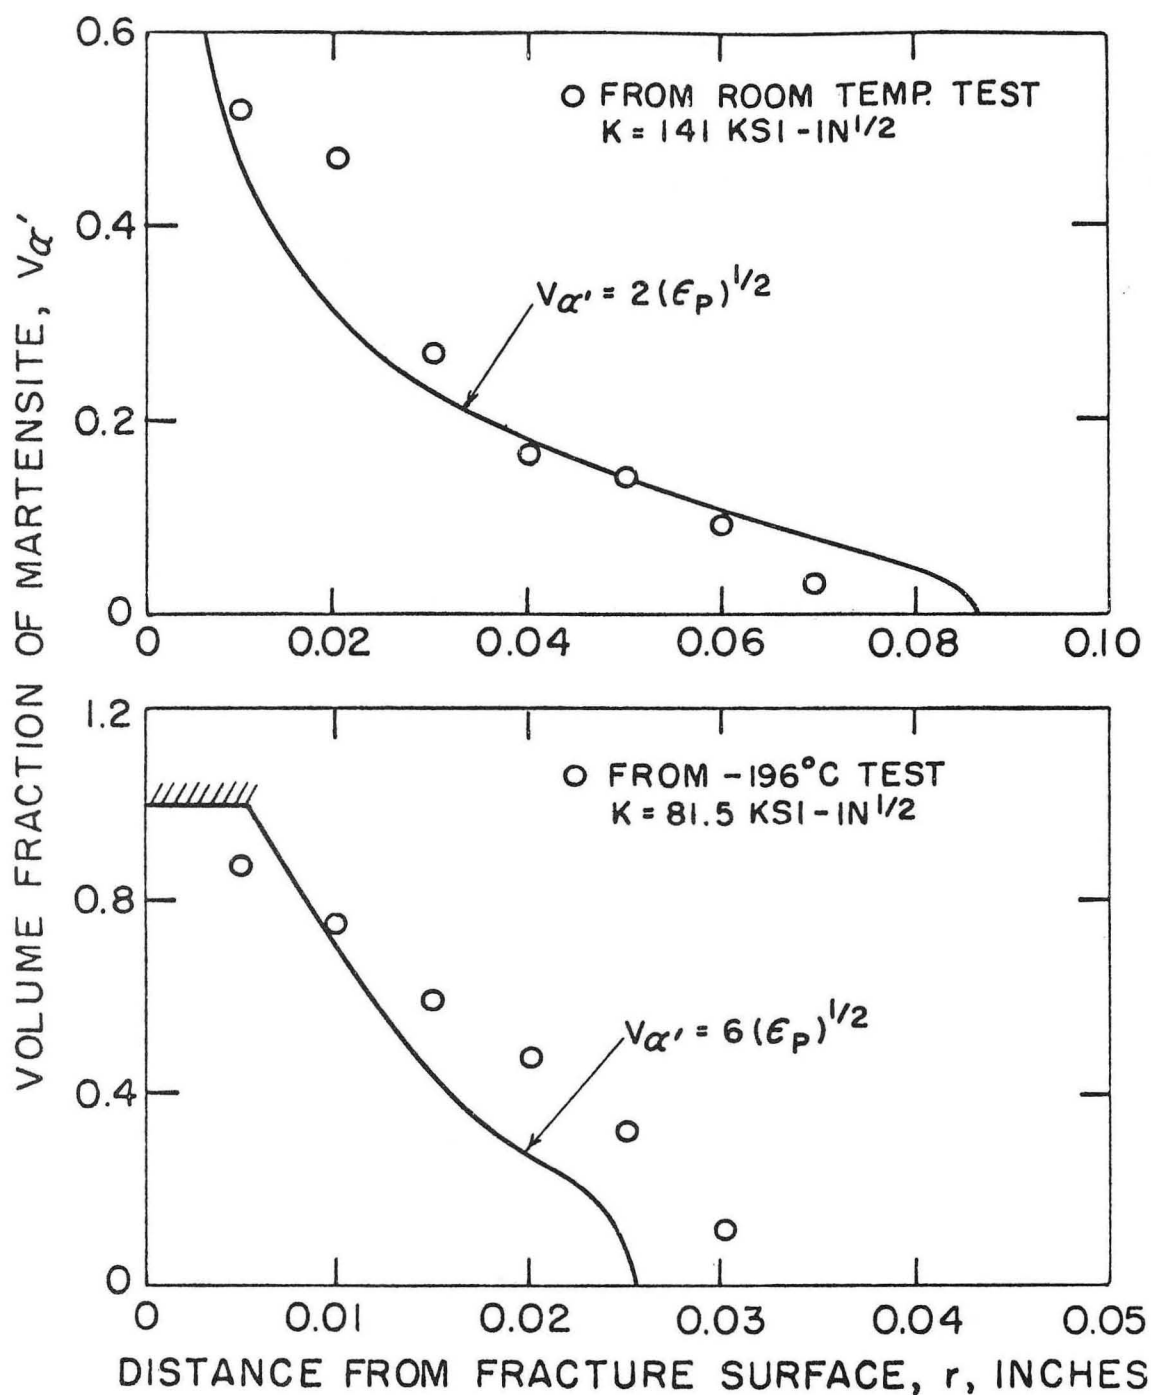 VOLUME FRACTION OF MARTENSITE, Vα'
0.6
0.4
0.2
0
○ FROM ROOM TEMP. TEST
K = 141 KSI-IN^1/2
Vα' = 2(ϵP)^1/2
0 0.02 0.04 0.06 0.08 0.10
1.2
0.8
0.4
0
○ FROM -196°C TEST
K = 81.5 KSI-IN^1/2
Vα' = 6(ϵP)^1/2
0 0.01 0.02 0.03 0.04 0.05
DISTANCE FROM FRACTURE SURFACE, r, INCHES